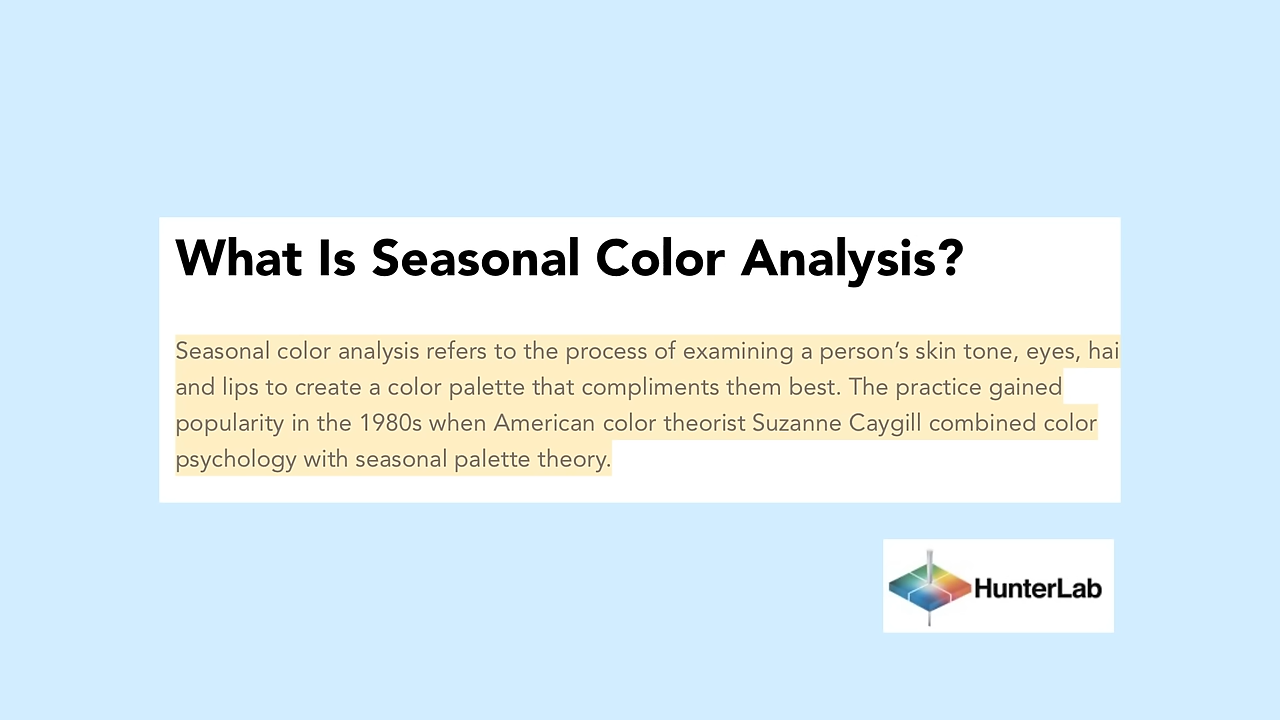 What Is Seasonal Color Analysis?
Seasonal color analysis refers to the process of examining a person’s skin tone, eyes, hai
and lips to create a color palette that compliments them best. The practice gained
popularity in the 1980s when American color theorist Suzanne Caygill combined color
psychology with seasonal palette theory.
HunterLab